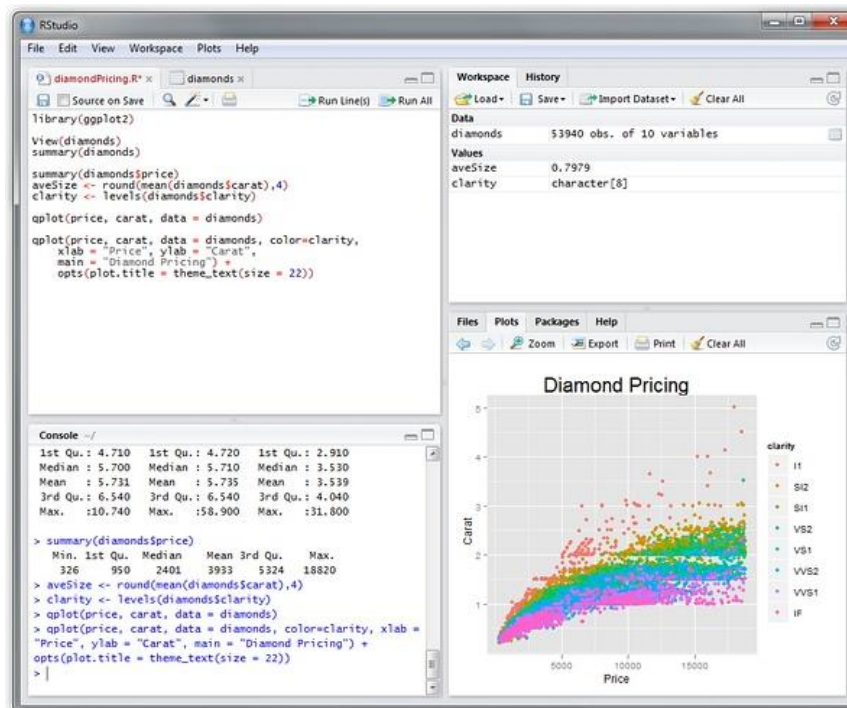 RStudio
File Edit View Workspace Plots Help
diamondPricing.R* × diamonds ×
Source on Save Run Line(s) Run All
library(ggplot2)
View(diamonds)
summary(diamonds)
summary(diamonds$price)
aveSize <- round(mean(diamonds$carat),4)
clarity <- levels(diamonds$clarity)
qplot(price, carat, data = diamonds)
qplot(price, carat, data = diamonds, color=clarity,
xlab = "Price", ylab = "Carat",
main = "Diamond Pricing") +
opts(plot.title = theme_text(size = 22))
Console ~/
1st Qu.: 4.710 1st Qu.: 4.720 1st Qu.: 2.910
Median : 5.700 Median : 5.710 Median : 3.530
Mean : 5.731 Mean : 5.735 Mean : 3.539
3rd Qu.: 6.540 3rd Qu.: 6.540 3rd Qu.: 4.040
Max. :10.740 Max. :58.900 Max. :31.800
> summary(diamonds$price)
Min. 1st Qu. Median Mean 3rd Qu. Max.
326 950 2401 3933 5324 18820
> aveSize <- round(mean(diamonds$carat),4)
> clarity <- levels(diamonds$clarity)
> qplot(price, carat, data = diamonds)
> qplot(price, carat, data = diamonds, color=clarity, xlab =
"Price", ylab = "Carat", main = "Diamond Pricing") +
opts(plot.title = theme_text(size = 22))
>
Workspace History
Load Save Import Dataset Clear All
Data
diamonds 53940 obs. of 10 variables
Values
aveSize 0.7979
clarity character[8]
Files Plots Packages Help
Zoom Export Print Clear All
Diamond Pricing
5
4
3
2
1
Carat
5000 10000 15000
Price
clarity
I1
SI2
SI1
VS2
VS1
VVS2
VVS1
IF